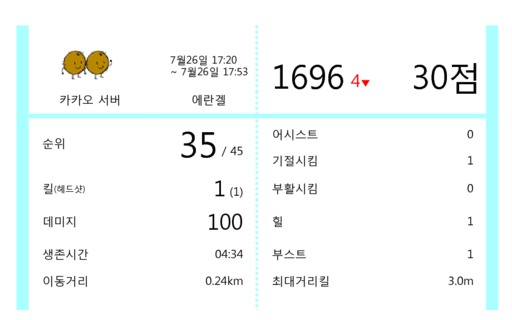 7월26일 17:20
~ 7월26일 17:53
카카오 서버
에란겔
1696 4▼
30점
순위 35 / 45
킬(헤드샷) 1 (1)
데미지 100
생존시간 04:34
이동거리 0.24km
어시스트 0
기절시킴 1
부활시킴 0
힐 1
부스트 1
최대거리킬 3.0m